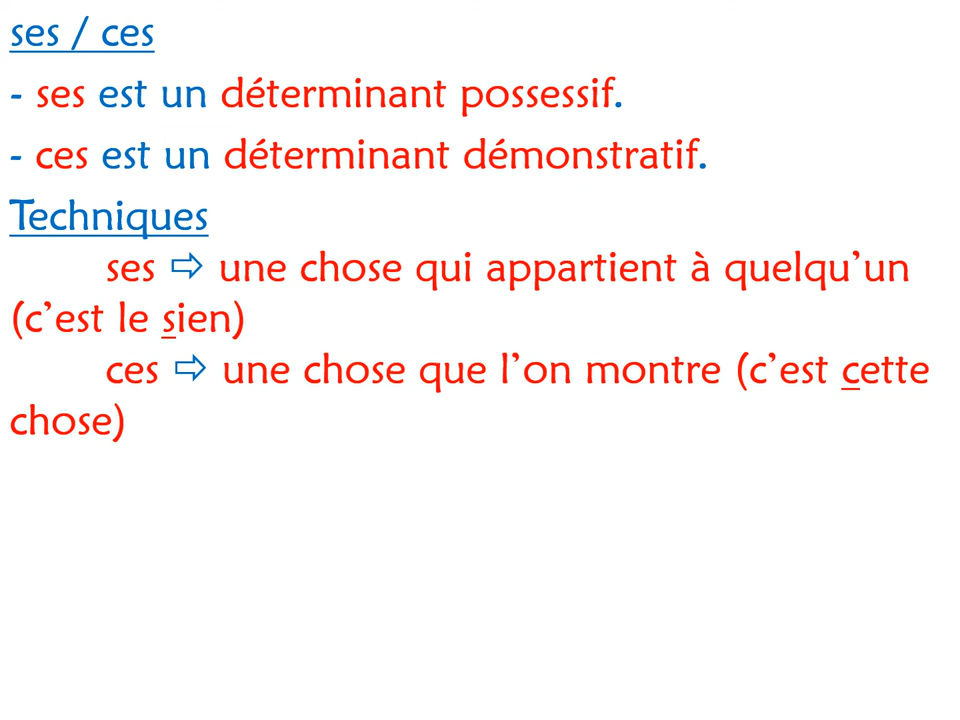 ses / ces
- ses est un déterminant possessif.
- ces est un déterminant démonstratif.
Techniques
ses ⇨ une chose qui appartient à quelqu’un
(c’est le sien)
ces ⇨ une chose que l’on montre (c’est cette
chose)